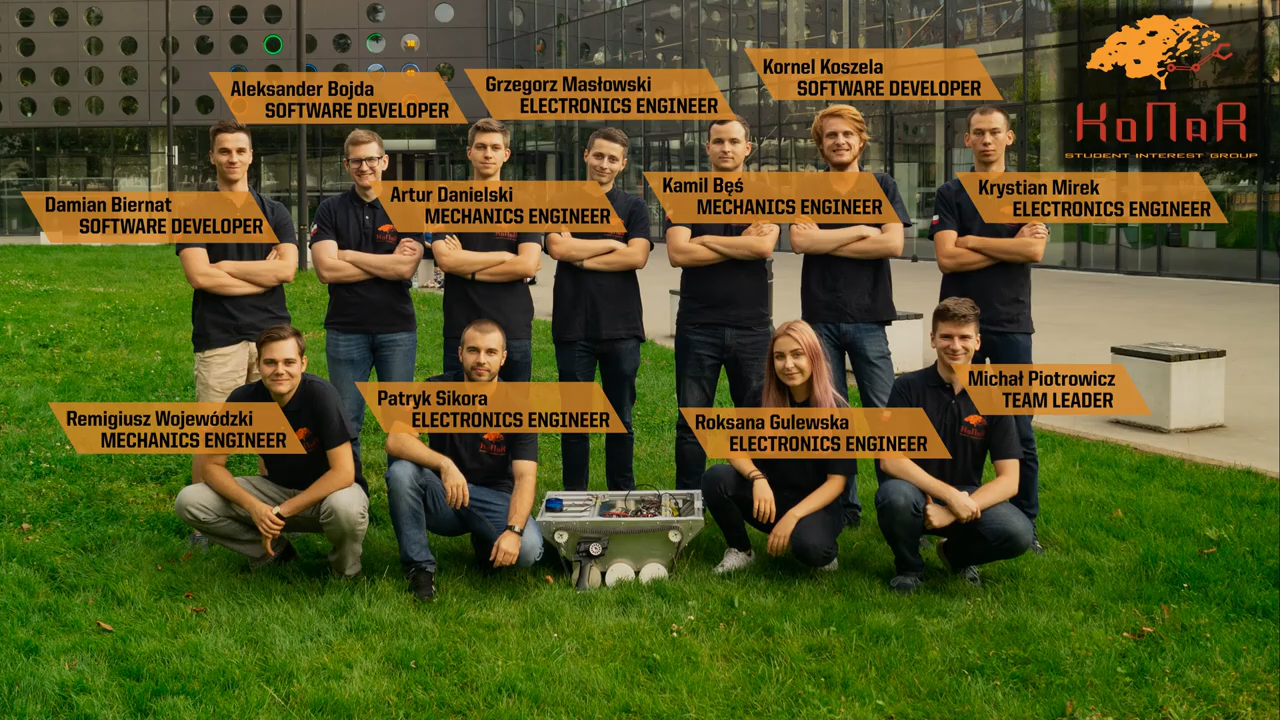 Aleksander Bojda
SOFTWARE DEVELOPER
Grzegorz Masłowski
ELECTRONICS ENGINEER
Kornel Koszela
SOFTWARE DEVELOPER
KoNaR
STUDENT INTEREST GROUP
Damian Biernat
SOFTWARE DEVELOPER
Artur Danielski
MECHANICS ENGINEER
Kamil Bęś
MECHANICS ENGINEER
Krystian Mirek
ELECTRONICS ENGINEER
Remigiusz Wojewódzki
MECHANICS ENGINEER
Patryk Sikora
ELECTRONICS ENGINEER
Roksana Gulewska
ELECTRONICS ENGINEER
Michał Piotrowicz
TEAM LEADER